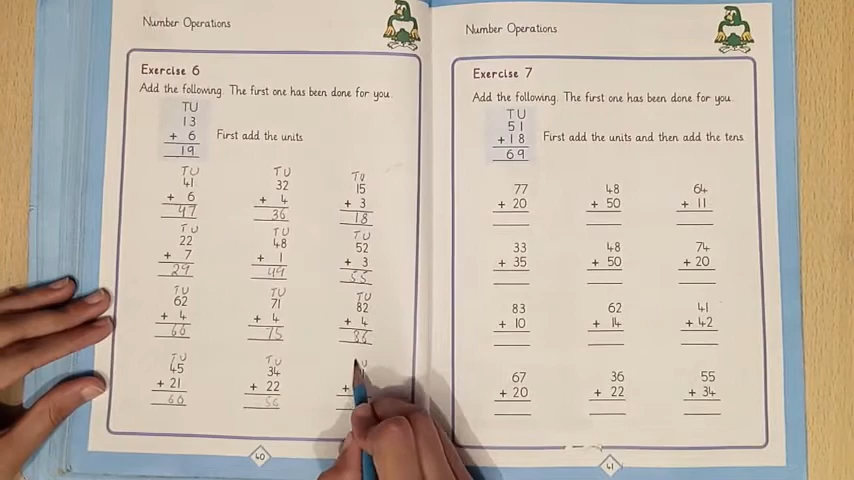 Number Operations
Exercise 6
Add the following. The first one has been done for you.
TU
13
+ 6
19
First add the units
TU TU TU
41 32 15
+ 6 + 4 + 3
47 36 18
TU TU TU
22 48 52
+ 7 + 1 + 3
29 49 55
TU TU TU
62 71 82
+ 4 + 4 + 4
66 75 86
TU TU U
45 34
+ 21 + 22 +
66 56
40
Number Operations
Exercise 7
Add the following. The first one has been done for you
TU
51
+ 18
69
First add the units and then add the tens
77 48 64
+ 20 + 50 + 11
33 48 74
+ 35 + 50 + 20
83 62 41
+ 10 + 14 + 42
67 36 55
+ 20 + 22 + 34
41